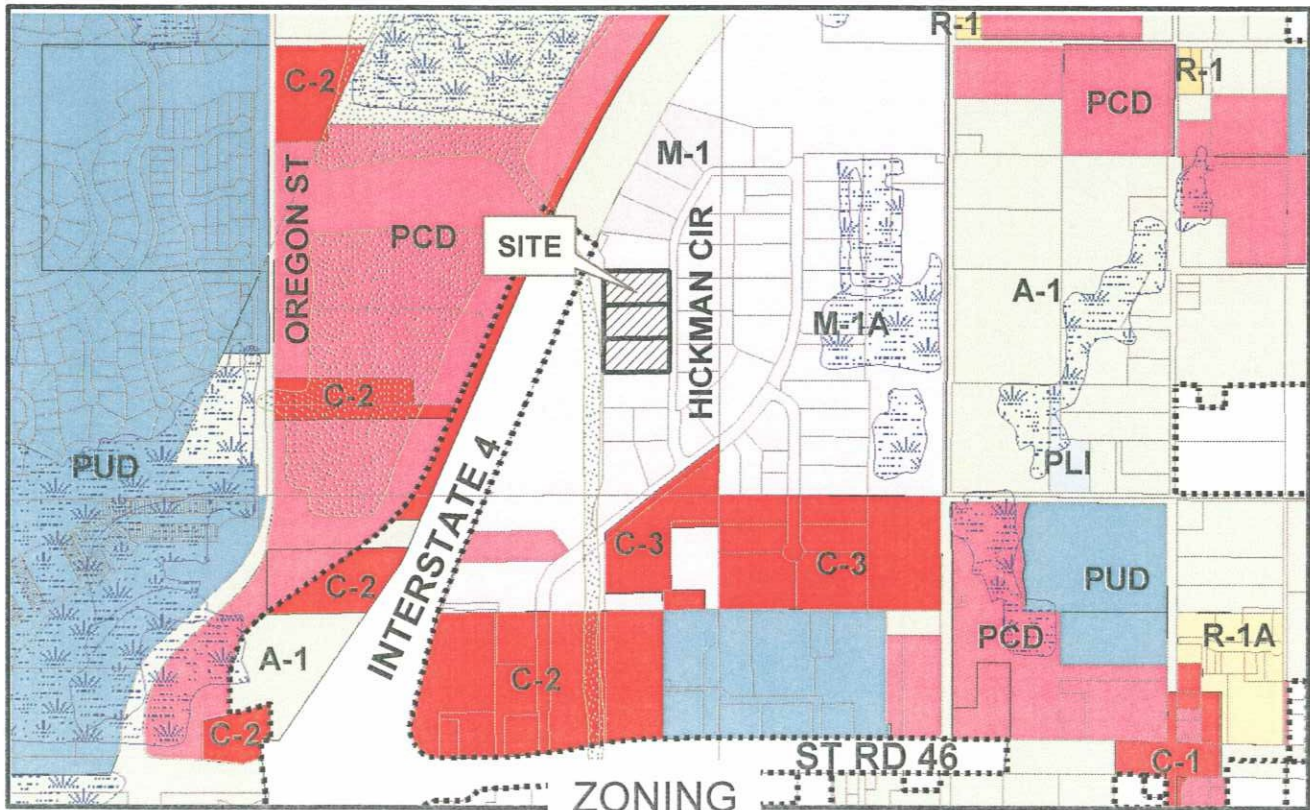 R-1
C-2
PCD
R-1
M-1
OREGON ST
PCD
SITE
HICKMAN CIR
A-1
M-1A
C-2
PUD
PLI
INTERSTATE 4
C-3
C-3
PUD
C-2
PCD
R-1A
A-1
C-2
C-2
ST RD 46
C-1
ZONING